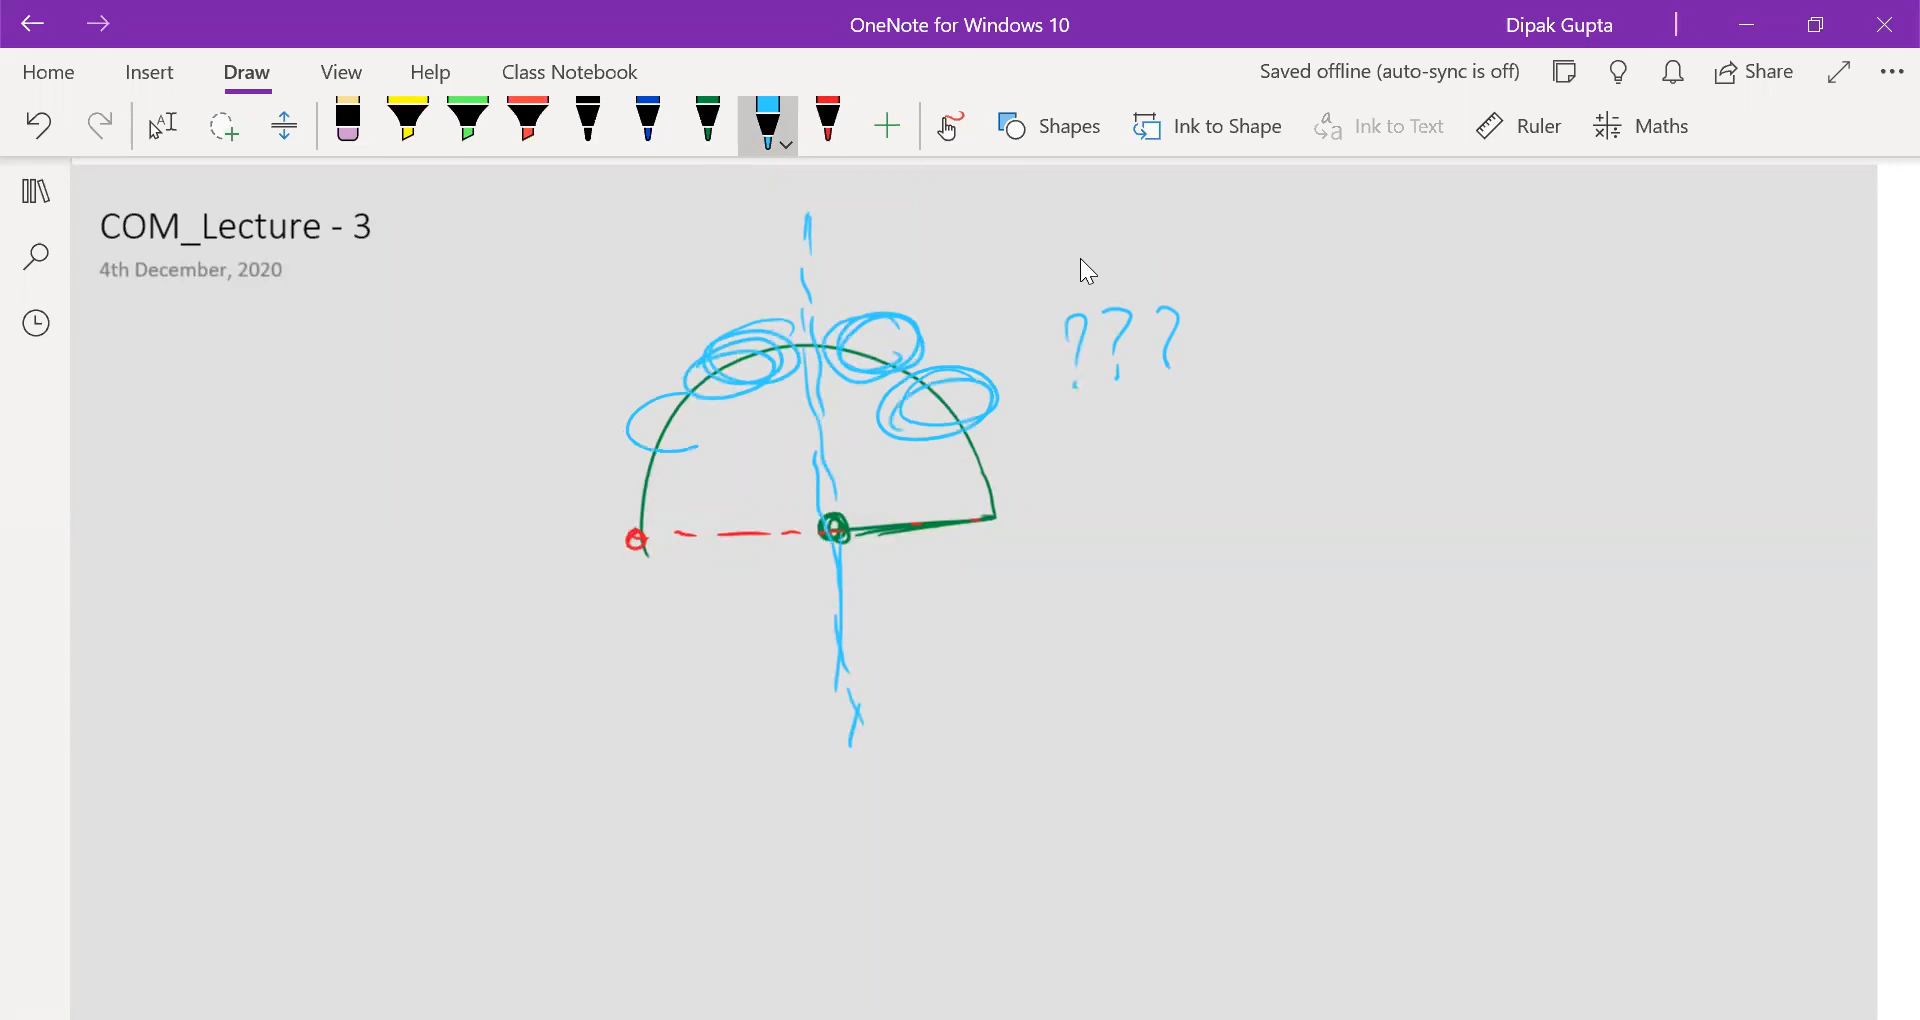 OneNote for Windows 10
Dipak Gupta
Home Insert Draw View Help Class Notebook
Saved offline (auto-sync is off)
Share
Shapes Ink to Shape Ink to Text Ruler Maths
COM_Lecture - 3
4th December, 2020
???